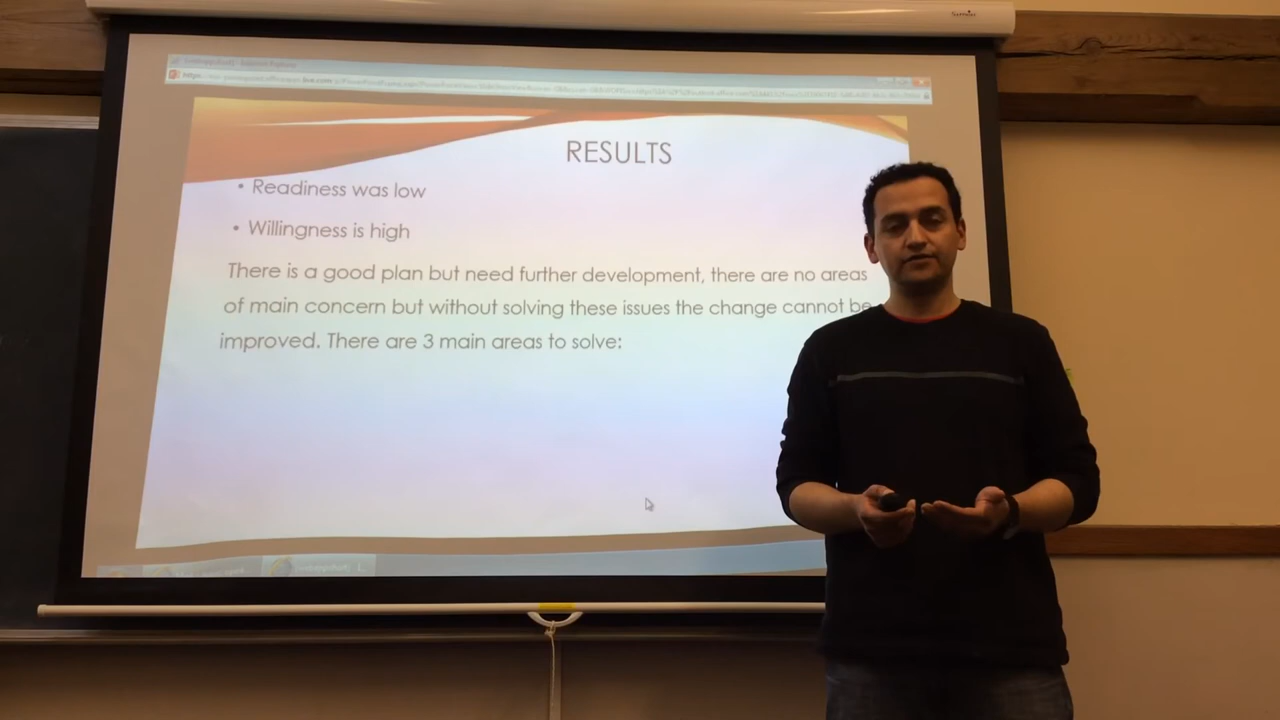 RESULTS
• Readiness was low
• Willingness is high
There is a good plan but need further development, there are no areas
of main concern but without solving these issues the change cannot be
improved. There are 3 main areas to solve: